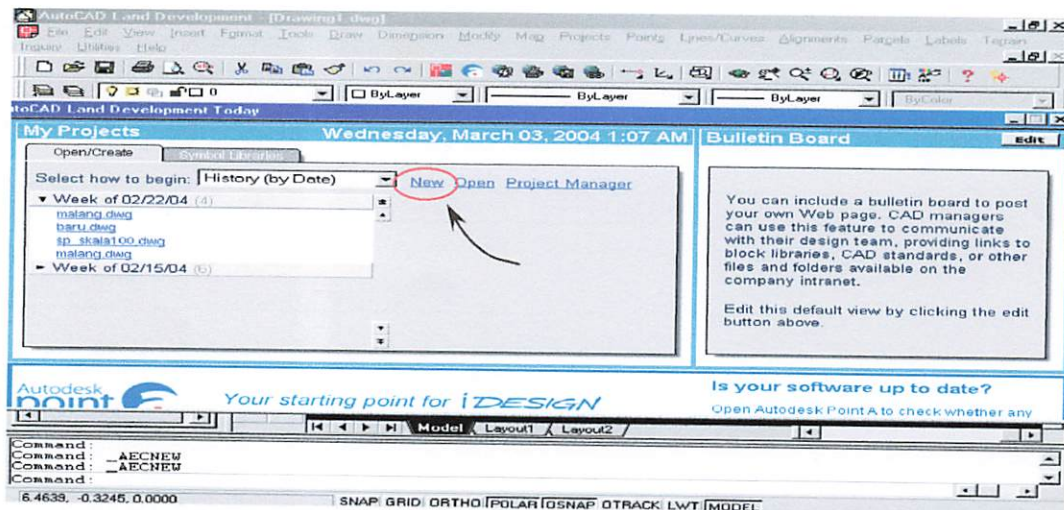 AutoCAD Land Development - [Drawing1.dwg]
File Edit View Insert Format Tools Draw Dimension Modify Map Projects Points Lines/Curves Alignments Parcels Labels Terrain
Inquiry Utilities Help
0 ByLayer ByLayer ByLayer ByColor
toCAD Land Development Today
My Projects Wednesday, March 03, 2004 1:07 AM
Open/Create Symbol Libraries
Select how to begin: History (by Date) New Open Project Manager
Week of 02/22/04 (4)
malang.dwg
baru.dwg
sp_skala100.dwg
malang.dwg
Week of 02/15/04 (6)
Bulletin Board Edit
You can include a bulletin board to post
your own Web page. CAD managers
can use this feature to communicate
with their design team, providing links to
block libraries, CAD standards, or other
files and folders available on the
company intranet.
Edit this default view by clicking the edit
button above.
Autodesk
point
Your starting point for iDESIGN
Is your software up to date?
Open Autodesk Point A to check whether any
Model Layout1 Layout2
Command:
Command: _AECNEW
Command: _AECNEW
Command:
6.4639, -0.3245, 0.0000 SNAP GRID ORTHO POLAR OSNAP OTRACK LWT MODEL